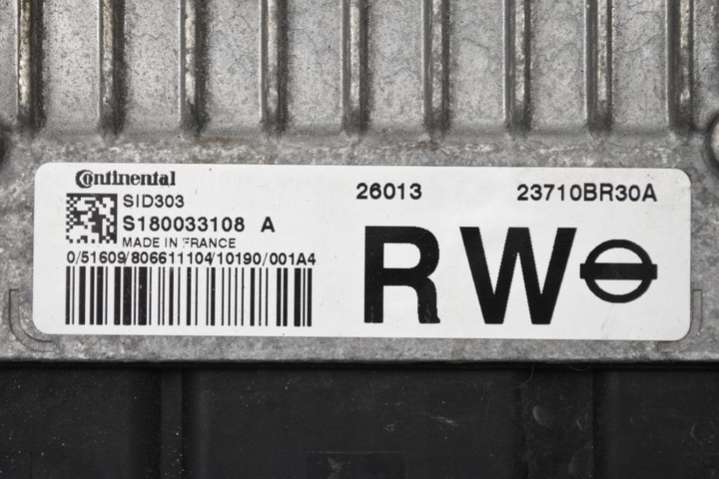 Continental
SID303
S180033108 A
MADE IN FRANCE
0/51609/806611104/10190/001A4
26013
23710BR30A
RW